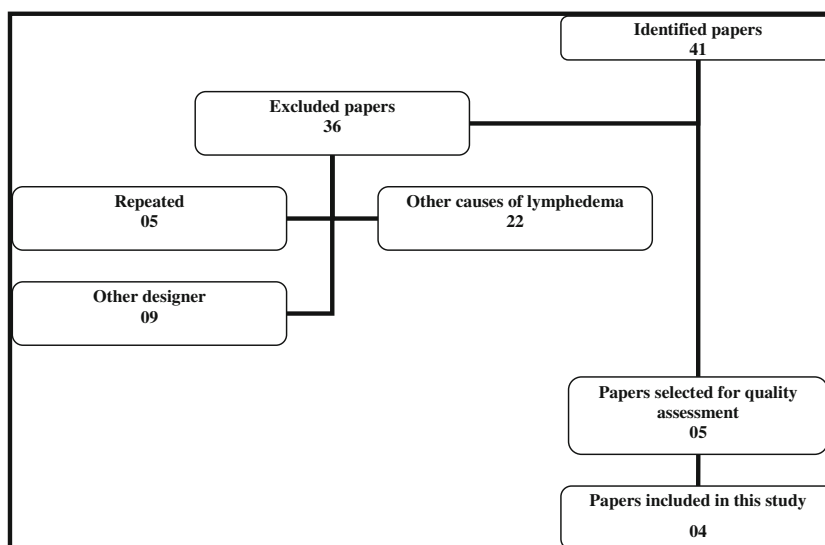 Identified papers
41
Excluded papers
36
Repeated
05
Other causes of lymphedema
22
Other designer
09
Papers selected for quality
assessment
05
Papers included in this study
04